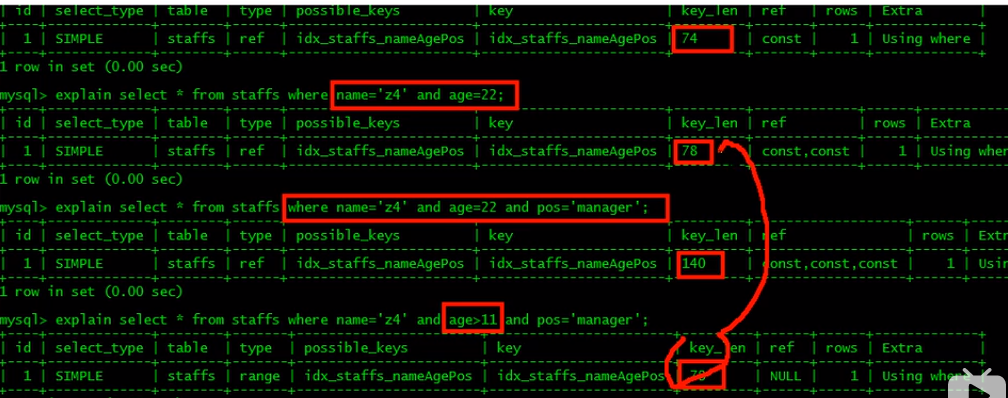 id | select_type | table | type | possible_keys | key | key_len | ref | rows | Extra
1 | SIMPLE | staffs | ref | idx_staffs_nameAgePos | idx_staffs_nameAgePos | 74 | const | 1 | Using where |
1 row in set (0.00 sec)
mysql> explain select * from staffs where name='z4' and age=22;
| id | select_type | table | type | possible_keys | key | key_len | ref | rows | Extra
| 1 | SIMPLE | staffs | ref | idx_staffs_nameAgePos | idx_staffs_nameAgePos | 78 | const,const | 1 | Using wher
1 row in set (0.00 sec)
mysql> explain select * from staffs where name='z4' and age=22 and pos='manager';
| id | select_type | table | type | possible_keys | key | key_len | ref | rows | Extra
| 1 | SIMPLE | staffs | ref | idx_staffs_nameAgePos | idx_staffs_nameAgePos | 140 | const,const,const | 1 | Using
1 row in set (0.00 sec)
mysql> explain select * from staffs where name='z4' and age>11 and pos='manager';
| id | select_type | table | type | possible_keys | key | key_len | ref | rows | Extra |
| 1 | SIMPLE | staffs | range | idx_staffs_nameAgePos | idx_staffs_nameAgePos | 78 | NULL | 1 | Using where